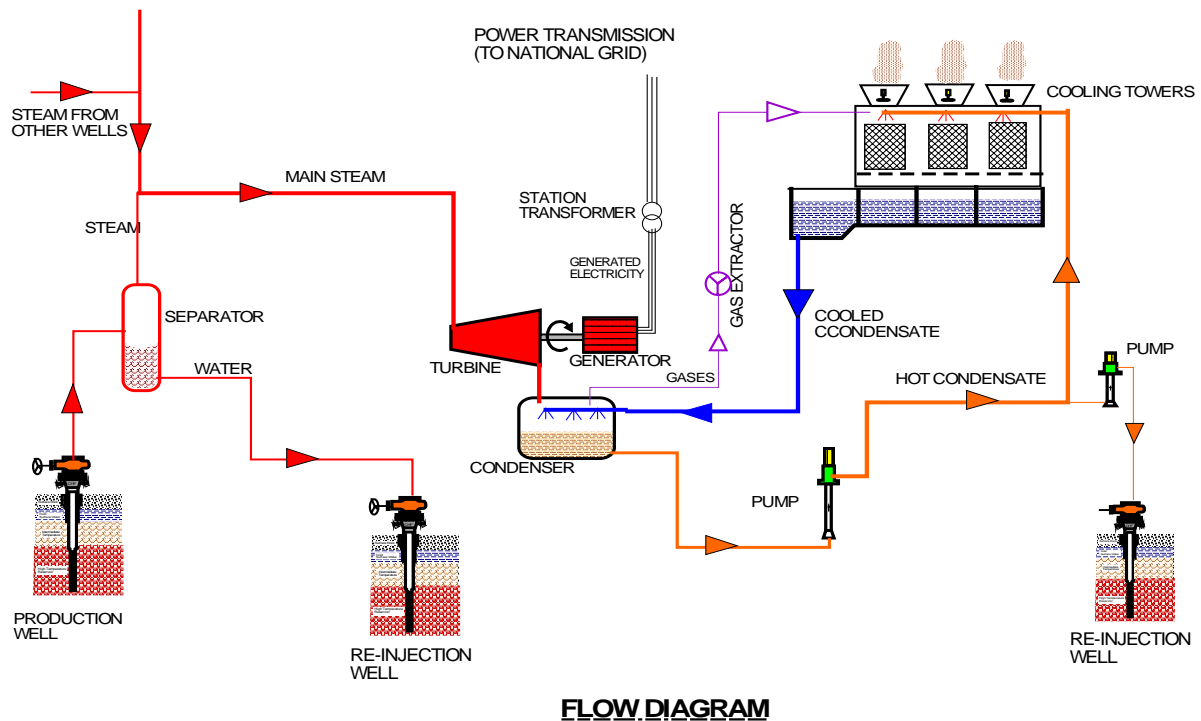 POWER TRANSMISSION
(TO NATIONAL GRID)
COOLING TOWERS
STEAM FROM
OTHER WELLS
MAIN STEAM
STATION
TRANSFORMER
STEAM
GENERATED
ELECTRICITY
GAS EXTRACTOR
SEPARATOR
COOLED
CCONDENSATE
WATER
TURBINE
GENERATOR
GASES
PUMP
HOT CONDENSATE
CONDENSER
PUMP
PRODUCTION
WELL
RE-INJECTION
WELL
RE-INJECTION
WELL
FLOW DIAGRAM